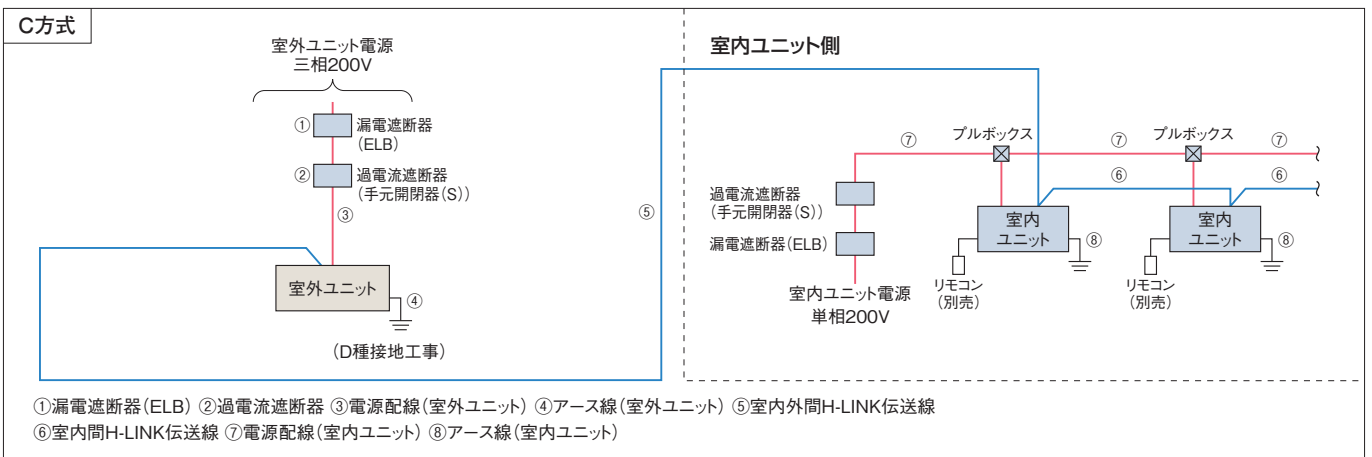 C方式
室外ユニット電源
三相200V
① 漏電遮断器
(ELB)
② 過電流遮断器
(手元開閉器(S))
③
室外ユニット
④
(D種接地工事)
⑤
室内ユニット側
⑦ プルボックス ⑦ プルボックス ⑦
⑥ ⑥
過電流遮断器
(手元開閉器(S))
漏電遮断器(ELB)
室内ユニット電源
単相200V
室内
ユニット
⑧
リモコン
(別売)
室内
ユニット
⑧
リモコン
(別売)
①漏電遮断器(ELB) ②過電流遮断器 ③電源配線(室外ユニット) ④アース線(室外ユニット) ⑤室内外間H-LINK伝送線
⑥室内間H-LINK伝送線 ⑦電源配線(室内ユニット) ⑧アース線(室内ユニット)